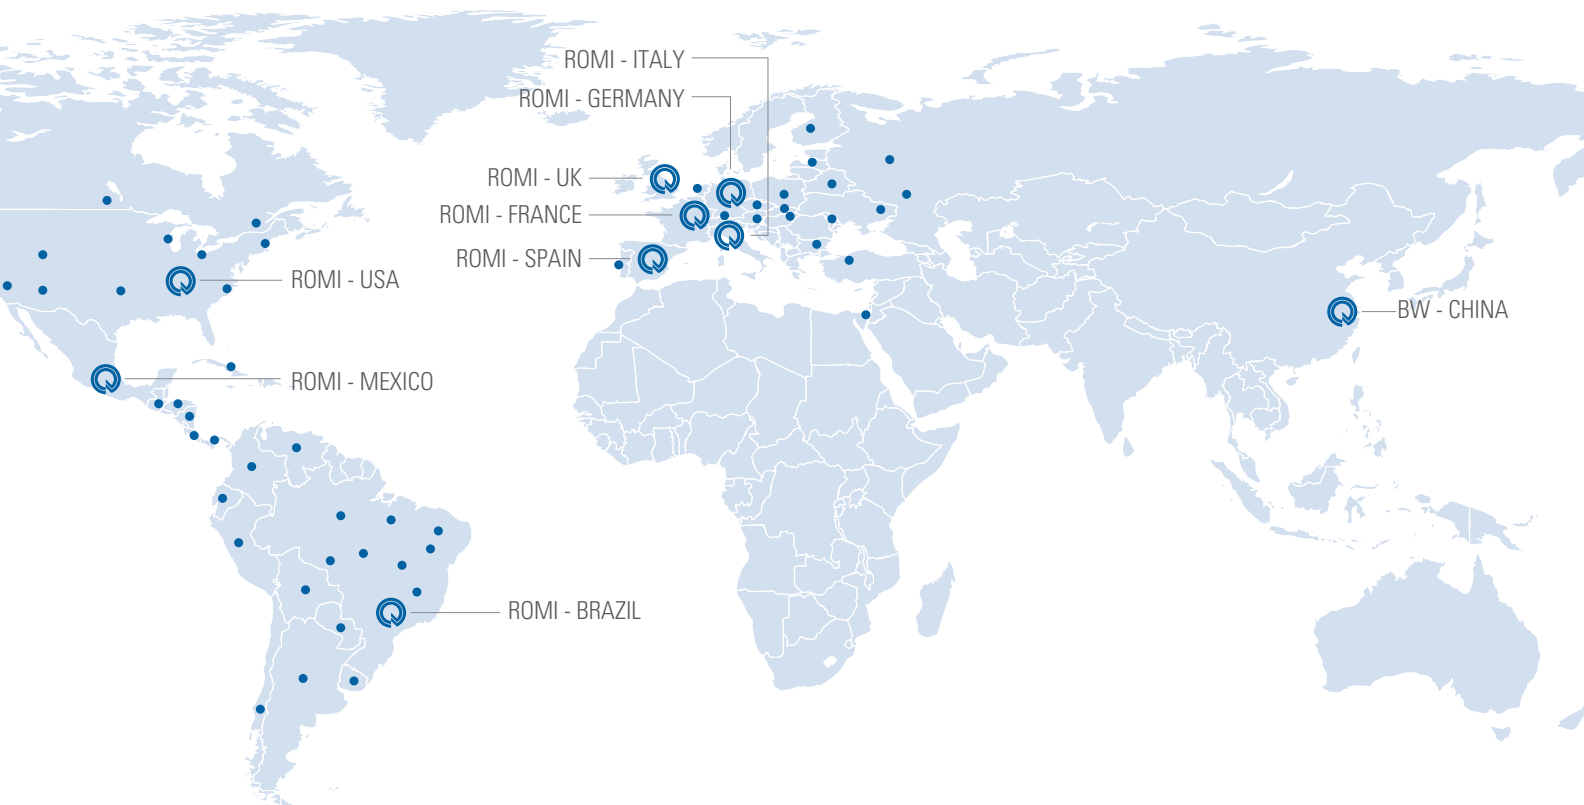 ROMI - ITALY
ROMI - GERMANY
ROMI - UK
ROMI - FRANCE
ROMI - SPAIN
ROMI - USA
BW - CHINA
ROMI - MEXICO
ROMI - BRAZIL